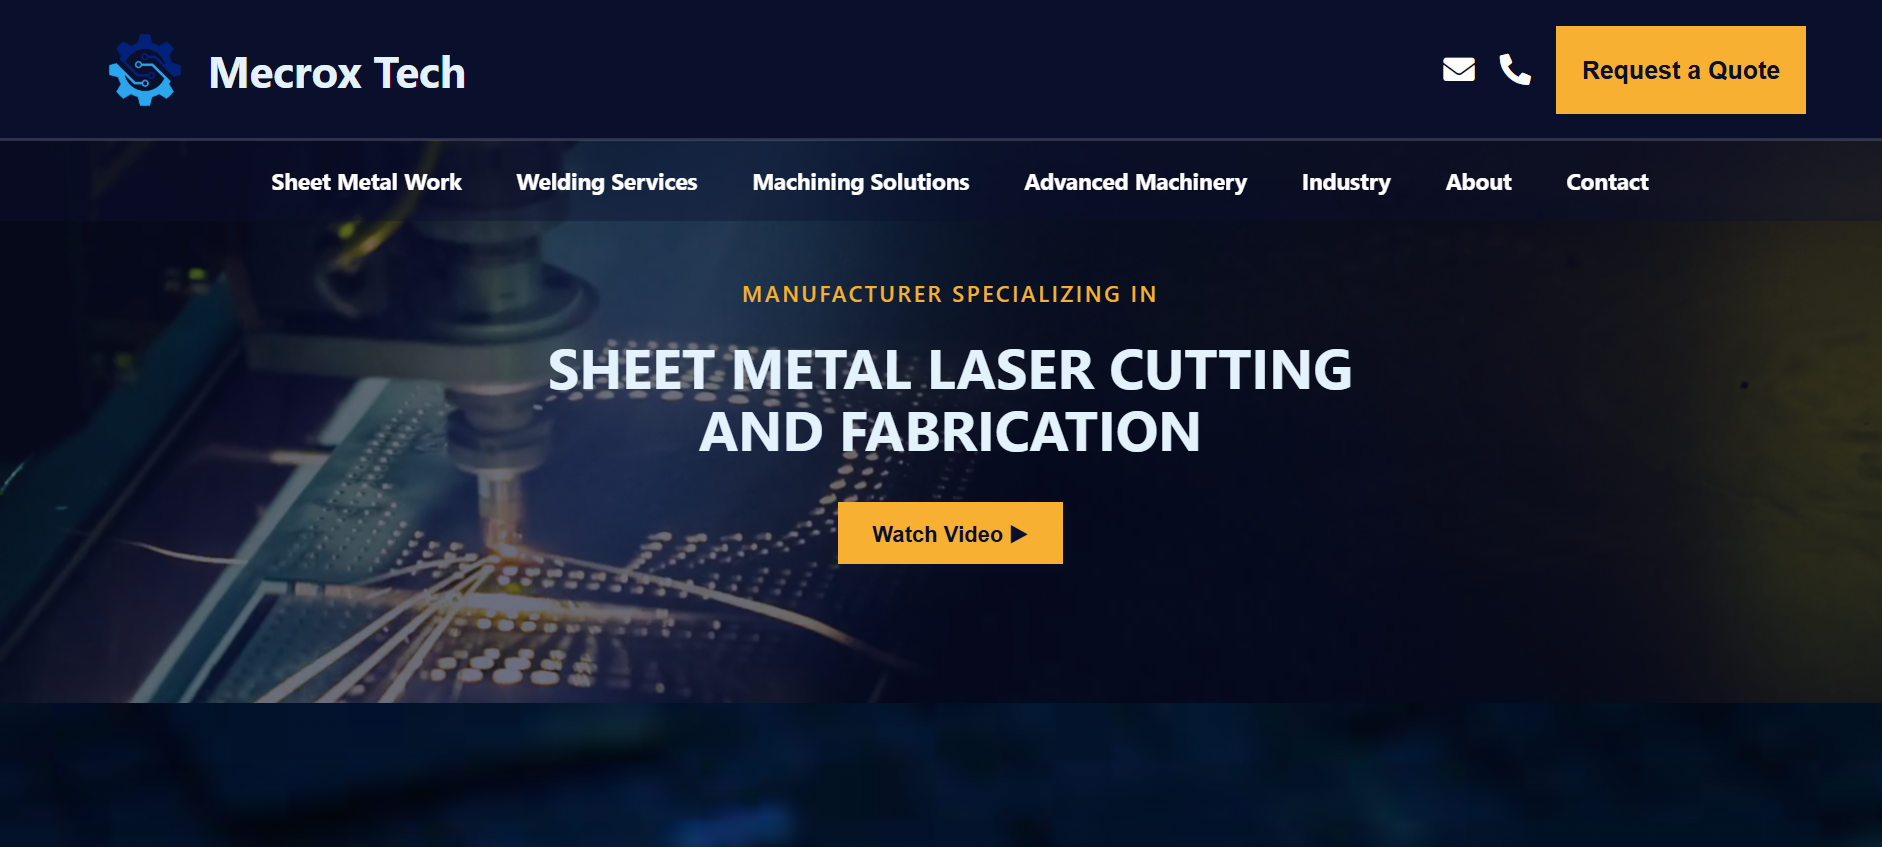 Mecrox Tech
Request a Quote
Sheet Metal Work Welding Services Machining Solutions Advanced Machinery Industry About Contact
MANUFACTURER SPECIALIZING IN
SHEET METAL LASER CUTTING
AND FABRICATION
Watch Video